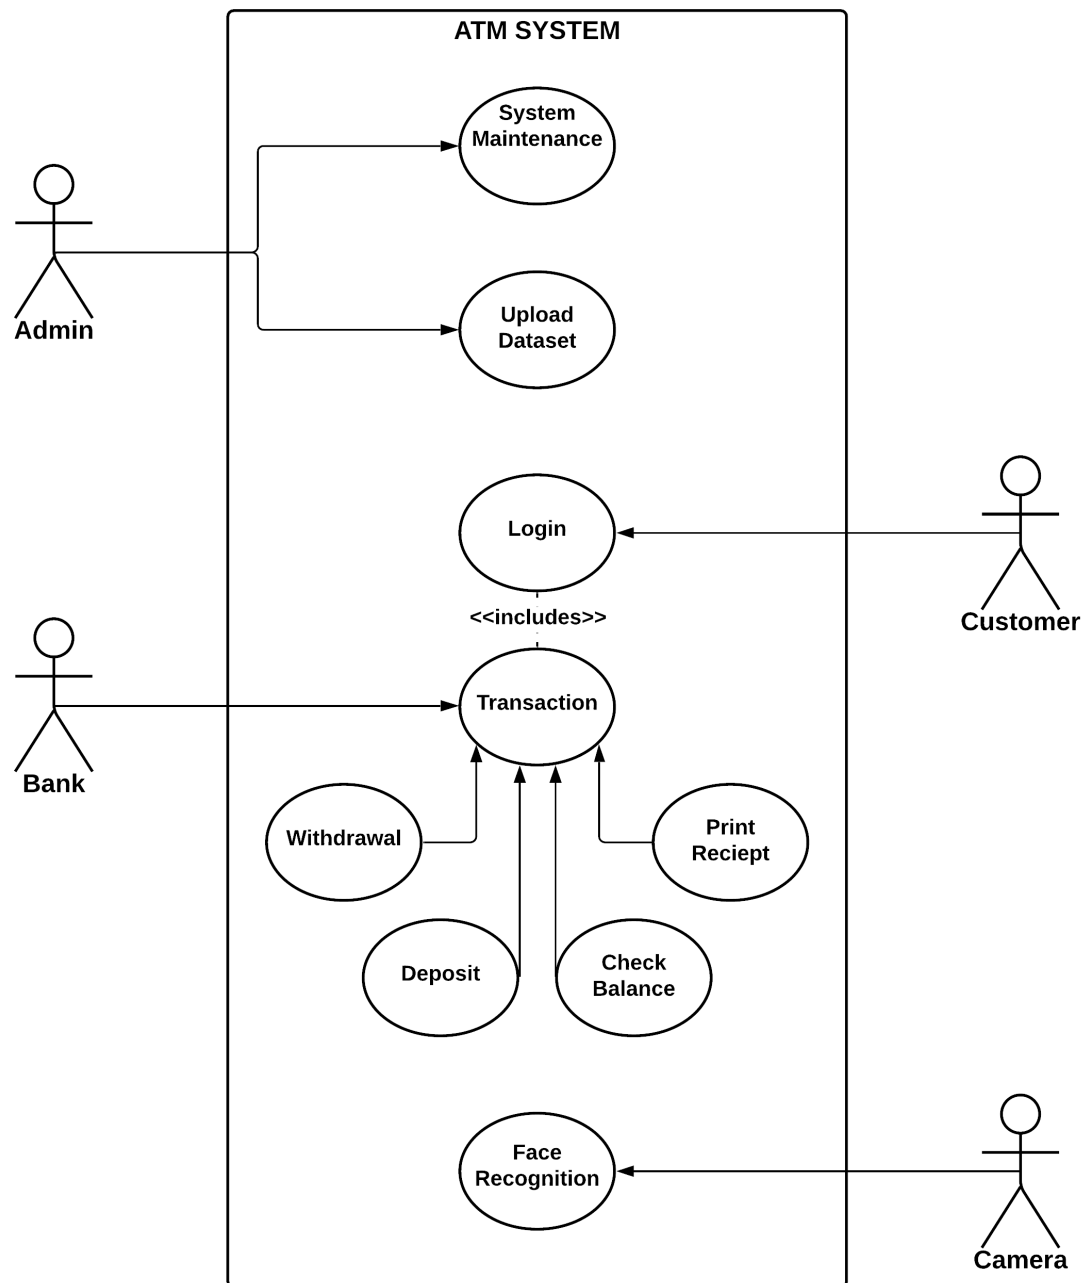 ATM SYSTEM
System
Maintenance
Admin
Upload
Dataset
Login
Customer
<<includes>>
Transaction
Bank
Withdrawal
Print
Reciept
Deposit
Check
Balance
Face
Recognition
Camera